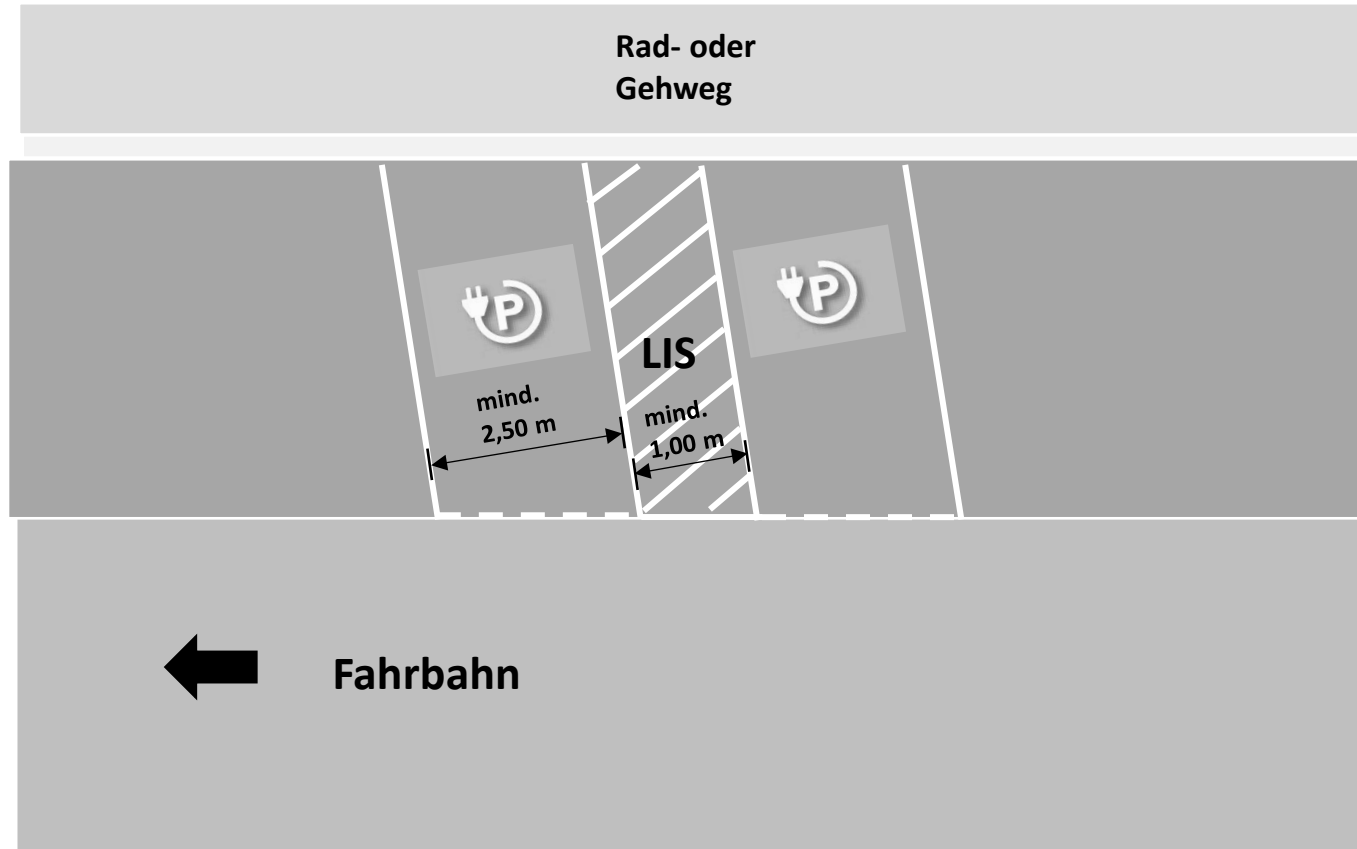 Rad- oder
Gehweg
P
P
LIS
mind.
2,50 m
mind.
1,00 m
Fahrbahn